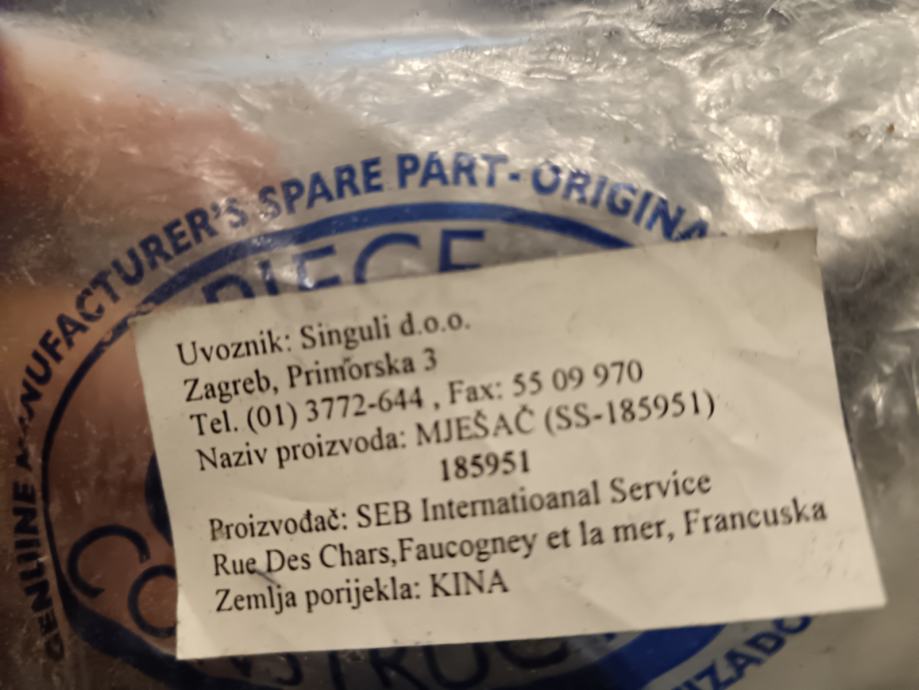 MANUFACTURER'S SPARE PART - ORIGINA
PIECE
Uvoznik: Singuli d.o.o.
Zagreb, Primorska 3
Tel. (01) 3772-644 , Fax: 55 09 970
Naziv proizvoda: MJEŠAČ (SS-185951)
185951
Proizvođač: SEB Internatioanal Service
Rue Des Chars,Faucogney et la mer, Francuska
Zemlja porijekla: KINA